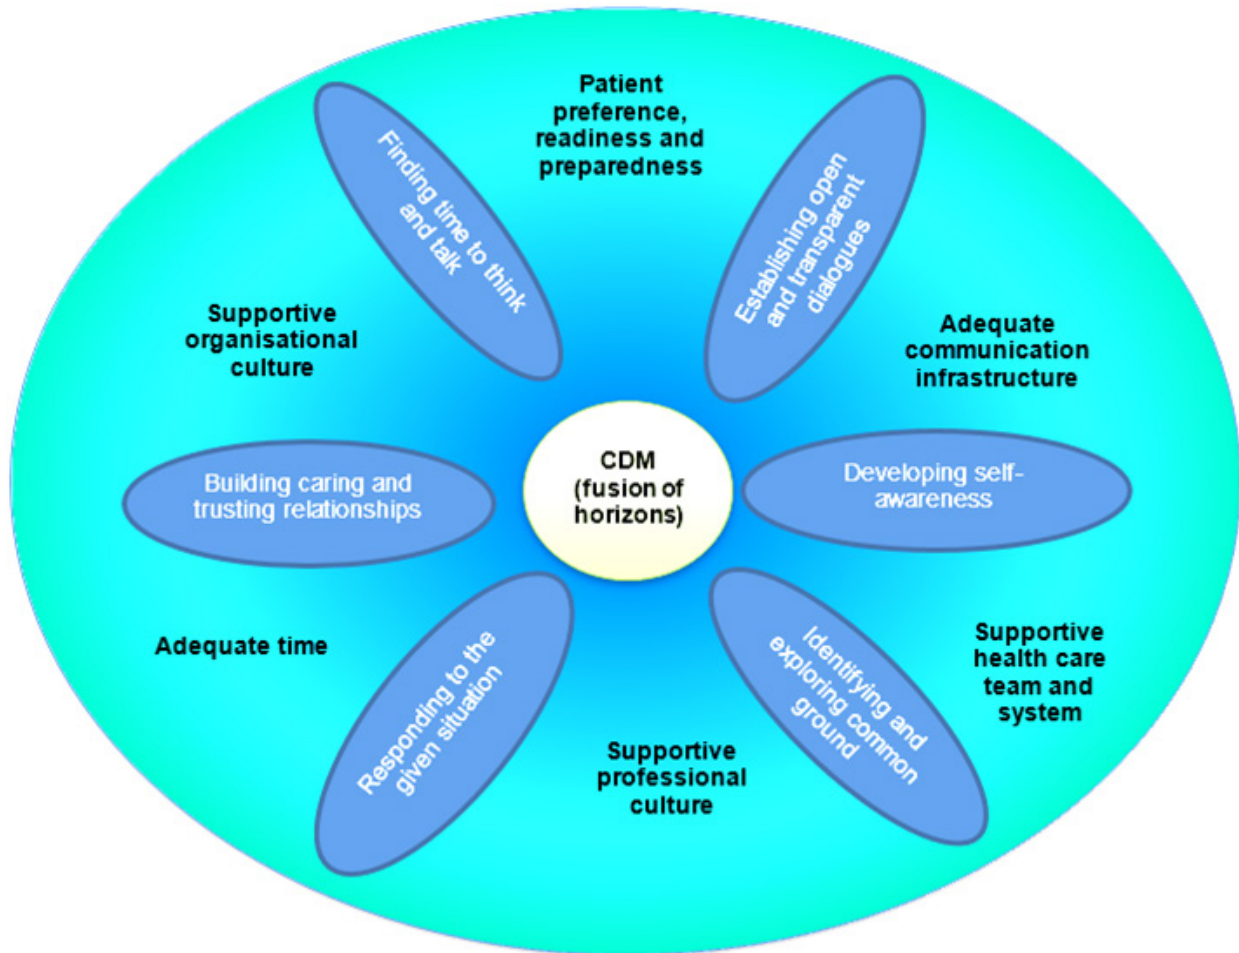 Patient
preference,
readiness and
preparedness
Finding time to think
and talk
Establishing open
and transparent
dialogues
Supportive
organisational
culture
Adequate
communication
infrastructure
CDM
(fusion of
horizons)
Building caring and
trusting relationships
Developing self-
awareness
Adequate time
Responding to the
given situation
Identifying and
exploring common
ground
Supportive
health care
team and
system
Supportive
professional
culture